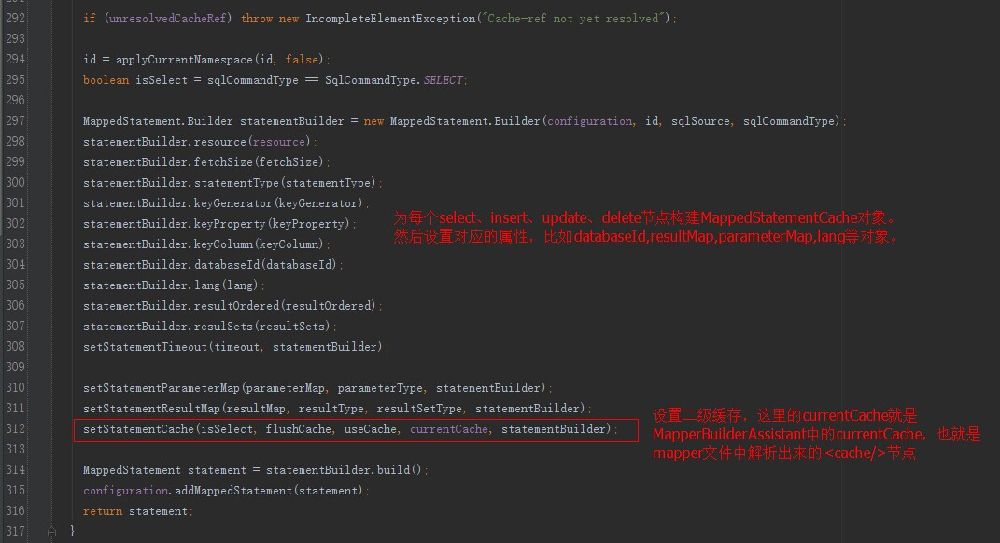 292 if (unresolvedCacheRef) throw new IncompleteElementException("Cache-ref not yet resolved");
293
294 id = applyCurrentNamespace(id, false);
295 boolean isSelect = sqlCommandType == SqlCommandType.SELECT;
296
297 MappedStatement.Builder statementBuilder = new MappedStatement.Builder(configuration, id, sqlSource, sqlCommandType);
298 statementBuilder.resource(resource);
299 statementBuilder.fetchSize(fetchSize);
300 statementBuilder.statementType(statementType);
301 statementBuilder.keyGenerator(keyGenerator);
302 statementBuilder.keyProperty(keyProperty);
为每个select、insert、update、delete节点构建MappedStatementCache对象。
303 statementBuilder.keyColumn(keyColumn);
然后设置对应的属性，比如databaseId,resultMap,parameterMap,lang等对象。
304 statementBuilder.databaseId(databaseId);
305 statementBuilder.lang(lang);
306 statementBuilder.resultOrdered(resultOrdered);
307 statementBuilder.resulSets(resultSets);
308 setStatementTimeout(timeout, statementBuilder)
309
310 setStatementParameterMap(parameterMap, parameterType, statementBuilder);
311 setStatementResultMap(resultMap, resultType, resultSetType, statementBuilder);
312 setStatementCache(isSelect, flushCache, useCache, currentCache, statementBuilder);
设置二级缓存，这里的currentCache就是
MapperBuilderAssistant中的currentCache，也就是
mapper文件中解析出来的<cache/>节点
313
314 MappedStatement statement = statementBuilder.build();
315 configuration.addMappedStatement(statement);
316 return statement;
317 }